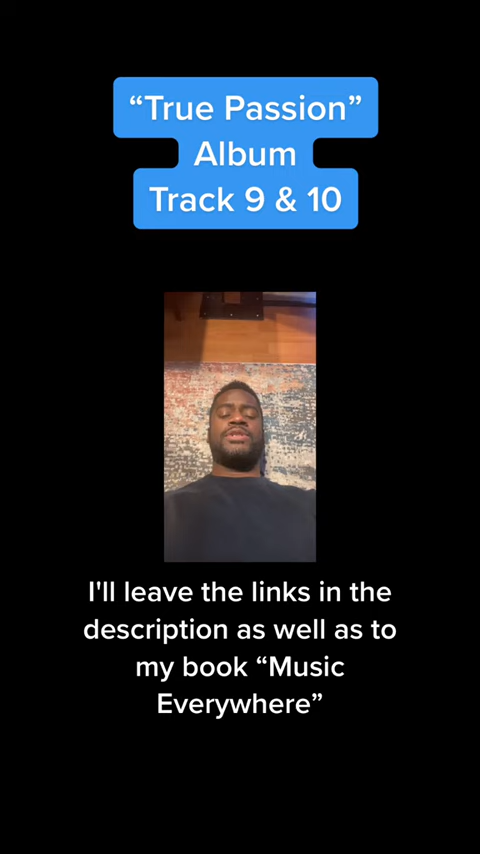 “True Passion”
Album
Track 9 & 10
I'll leave the links in the
description as well as to
my book “Music
Everywhere”